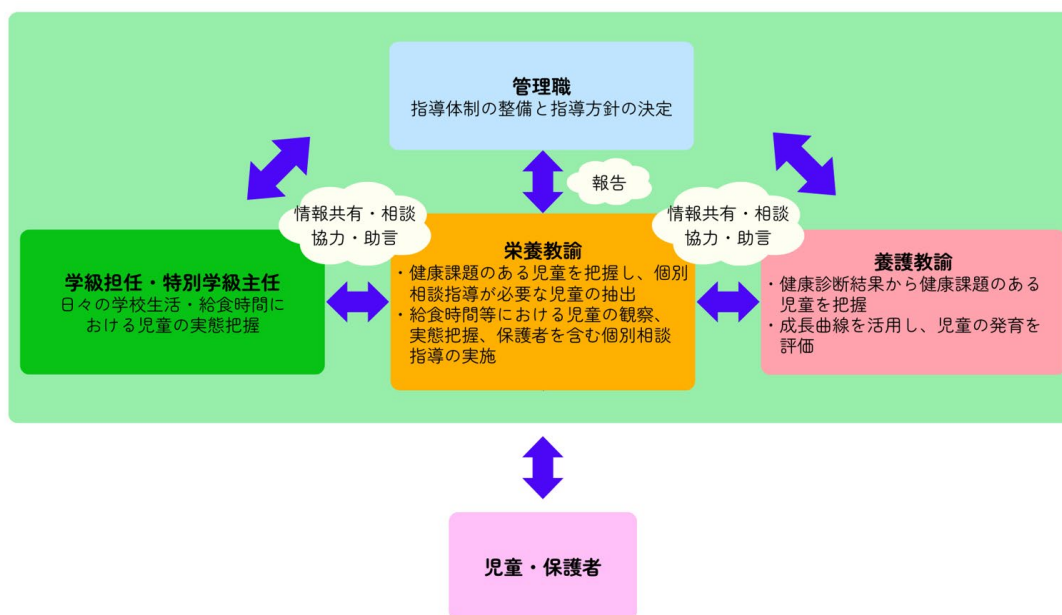 管理職
指導体制の整備と指導方針の決定
報告
情報共有・相談
協力・助言
情報共有・相談
協力・助言
学級担任・特別学級主任
日々の学校生活・給食時間に
おける児童の実態把握
栄養教諭
・健康課題のある児童を把握し、個別
相談指導が必要な児童の抽出
・給食時間等における児童の観察、
実態把握、保護者を含む個別相談
指導の実施
養護教諭
・健康診断結果から健康課題のある
児童を把握
・成長曲線を活用し、児童の発育を
評価
児童・保護者